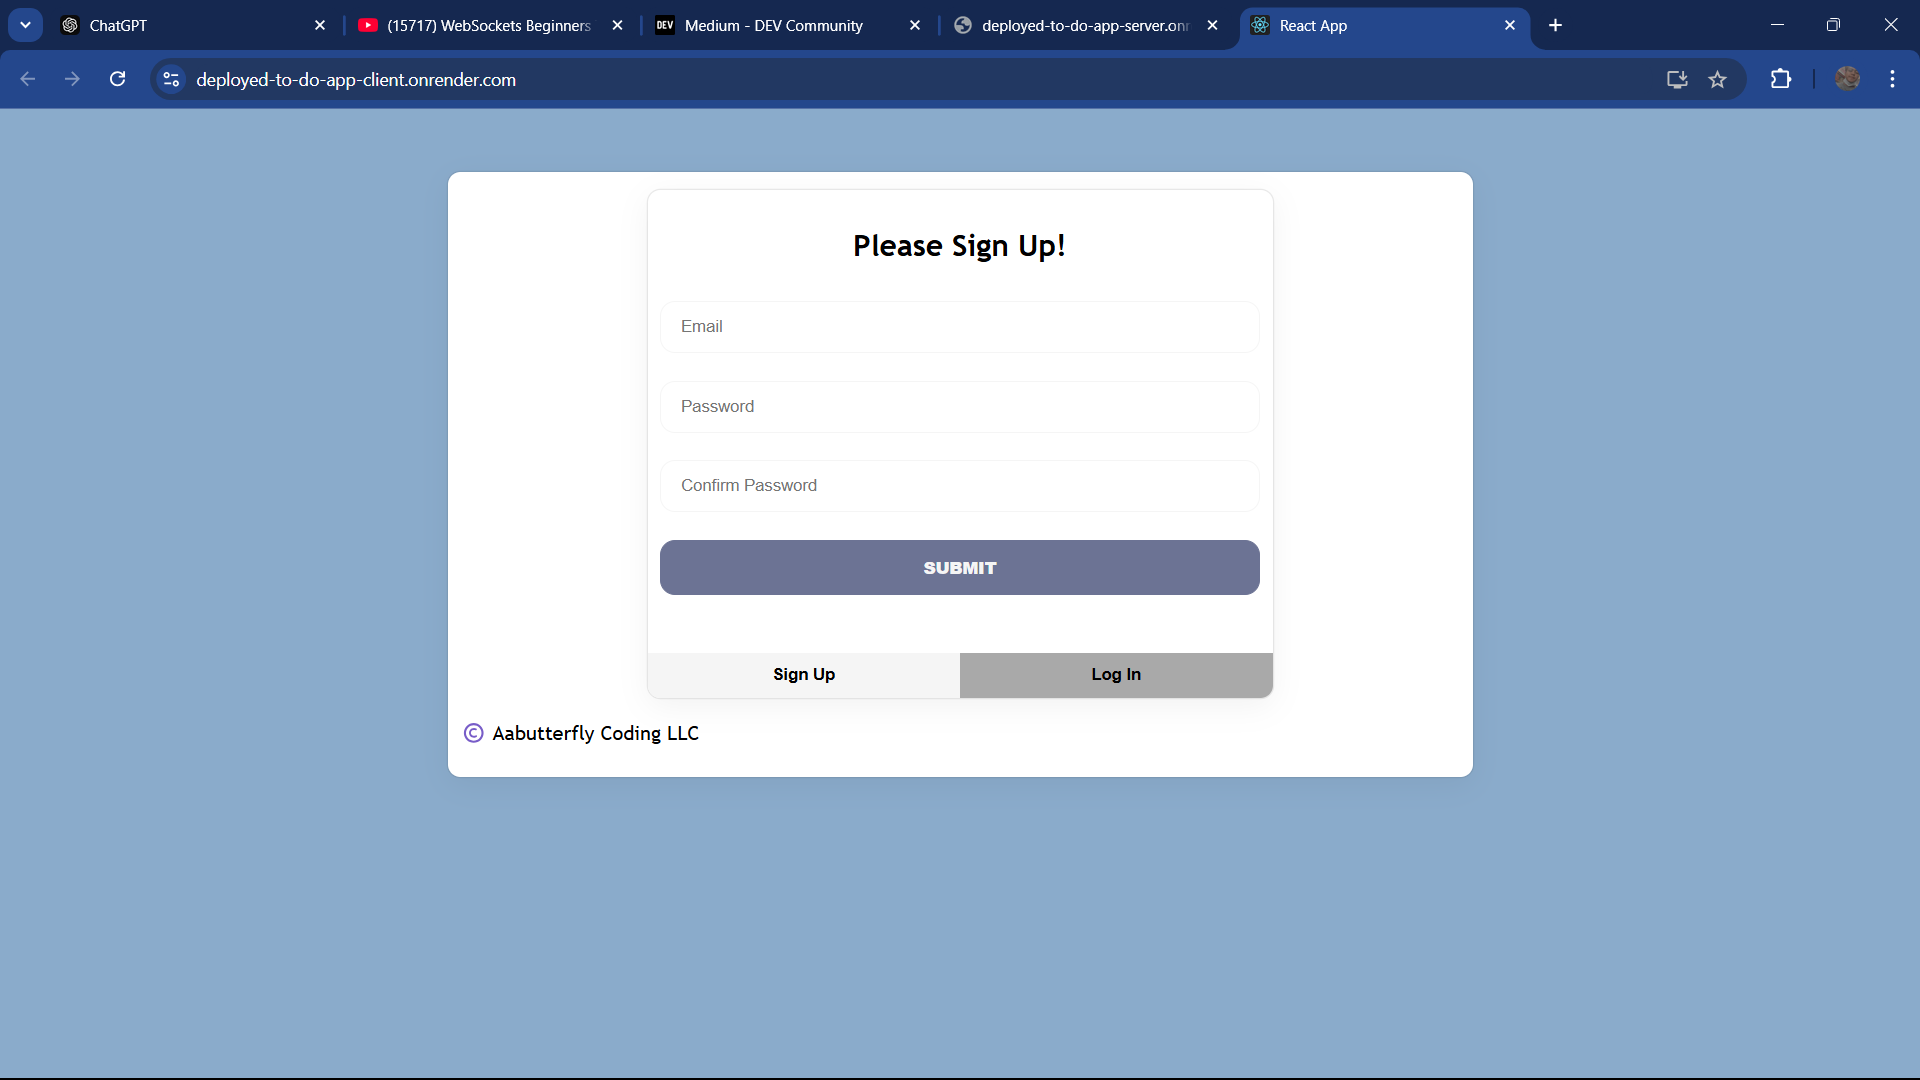 ChatGPT
(15717) WebSockets Beginners
DEV
Medium - DEV Community
deployed-to-do-app-server.onr
React App
deployed-to-do-app-client.onrender.com
Please Sign Up!
Email
Password
Confirm Password
SUBMIT
Sign Up
Log In
© Aabutterfly Coding LLC